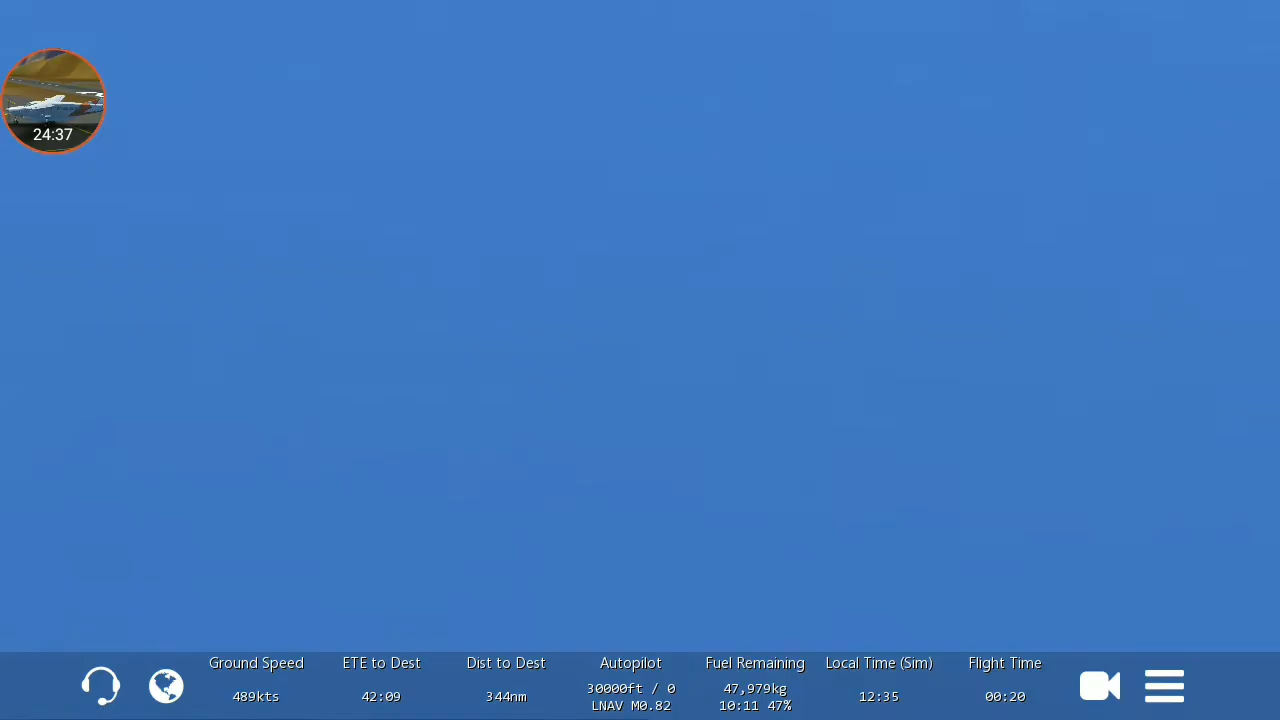 24:37
Ground Speed
489kts
ETE to Dest
42:09
Dist to Dest
344nm
Autopilot
30000ft / 0
LNAV M0.82
Fuel Remaining
47,979kg
10:11 47%
Local Time (Sim)
12:35
Flight Time
00:20